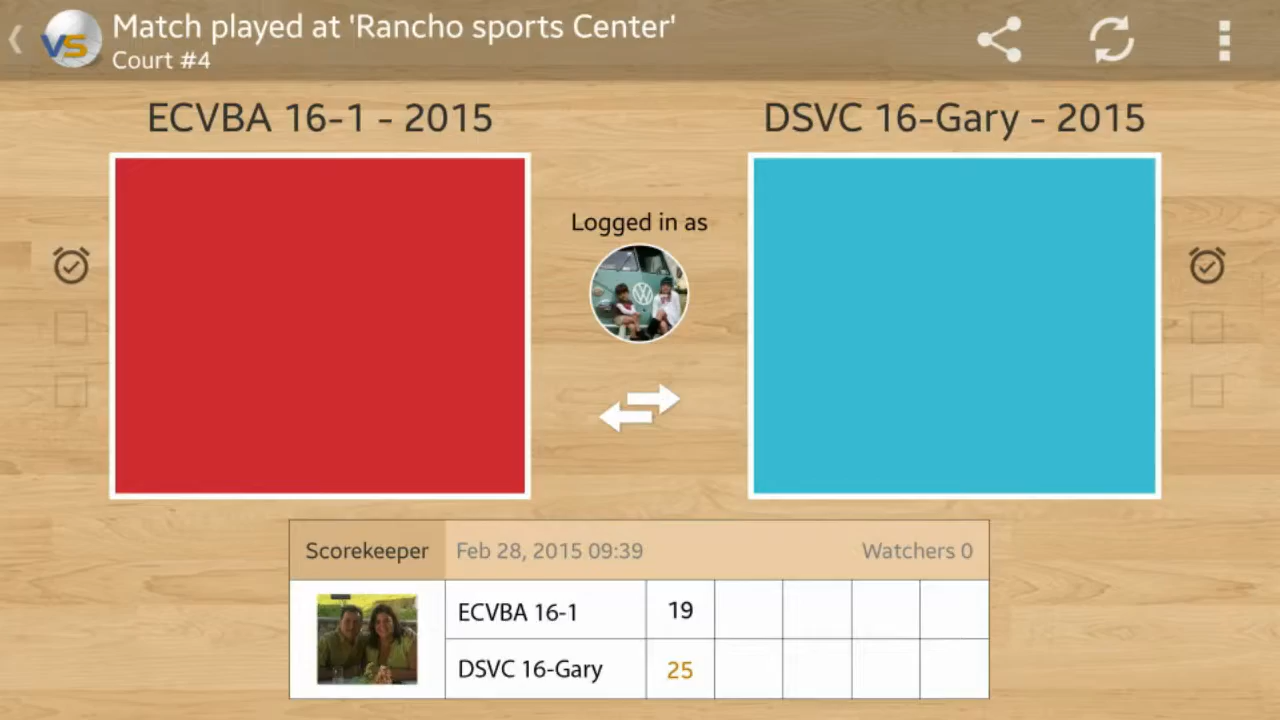 VS
Match played at 'Rancho sports Center'
Court #4
ECVBA 16-1 - 2015
DSVC 16-Gary - 2015
Logged in as
Scorekeeper
Feb 28, 2015 09:39
Watchers 0
ECVBA 16-1
19
DSVC 16-Gary
25